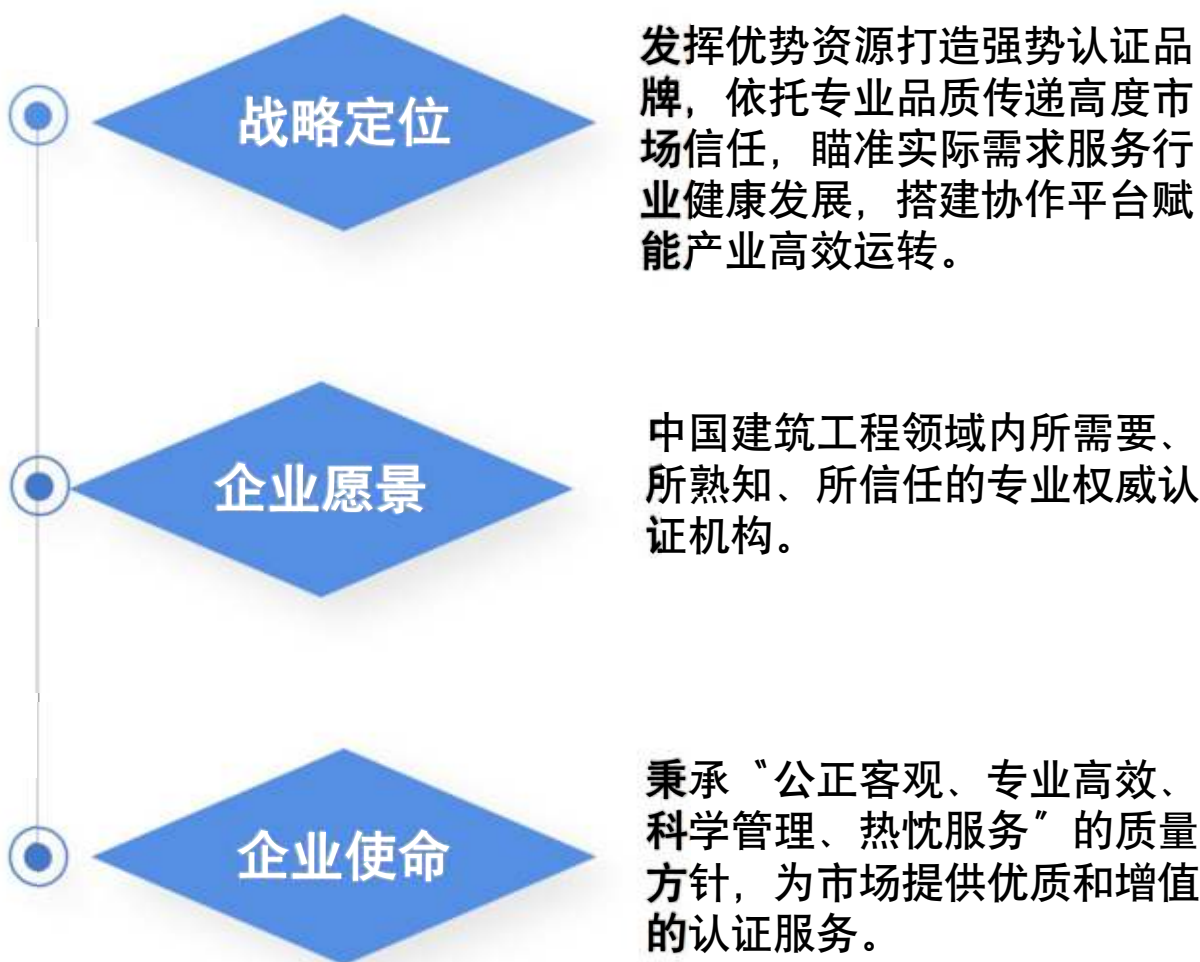 战略定位
发挥优势资源打造强势认证品
牌，依托专业品质传递高度市
场信任，瞄准实际需求服务行
业健康发展，搭建协作平台赋
能产业高效运转。
企业愿景
中国建筑工程领域内所需要、
所熟知、所信任的专业权威认
证机构。
企业使命
秉承〝公正客观、专业高效、
科学管理、热忱服务〞的质量
方针，为市场提供优质和增值
的认证服务。